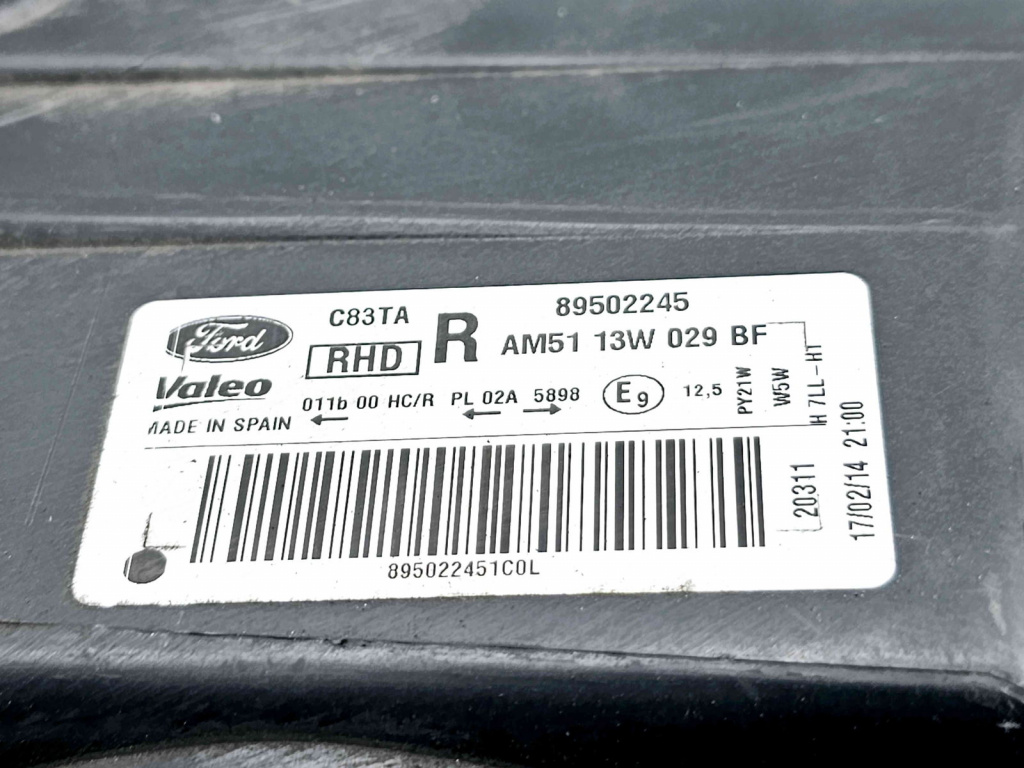 Ford
C83TA
R
89502245
Valeo
RHD
AM51 13W 029 BF
MADE IN SPAIN
011b 00 HC/R PL 02A 5898
E9
12,5
PY21W
W5W
H 7LL-HT
20311
17/02/14 21:00
895022451C0L